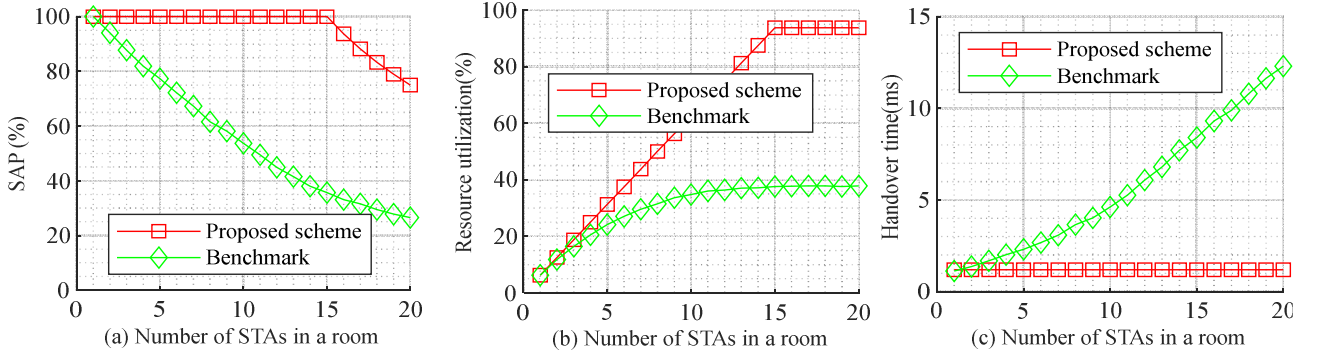 100
80
60
40
20
0
0
5
10
15
20
SAP (%)
Proposed scheme
Benchmark
(a) Number of STAs in a room
100
80
60
40
20
0
0
5
10
15
20
Resource utilization(%)
Proposed scheme
Benchmark
(b) Number of STAs in a room
15
10
5
0
0
5
10
15
20
Handover time(ms)
Proposed scheme
Benchmark
(c) Number of STAs in a room